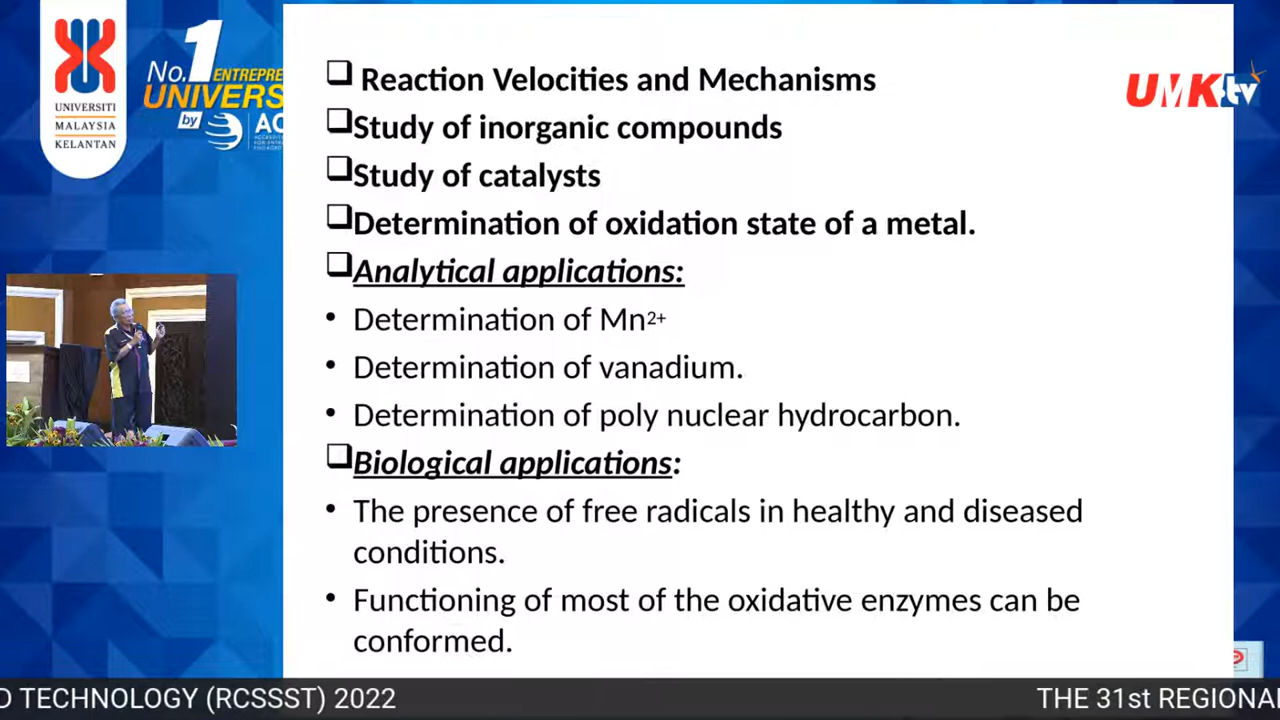 UNIVERSITI
MALAYSIA
KELANTAN
No.1
ENTREPRE
UNIVERS
by
AC
UMK tv
❑ Reaction Velocities and Mechanisms
❑Study of inorganic compounds
❑Study of catalysts
❑Determination of oxidation state of a metal.
❑Analytical applications:
• Determination of Mn2+
• Determination of vanadium.
• Determination of poly nuclear hydrocarbon.
❑Biological applications:
• The presence of free radicals in healthy and diseased
conditions.
• Functioning of most of the oxidative enzymes can be
conformed.
D TECHNOLOGY (RCSSST) 2022
THE 31st REGIONA